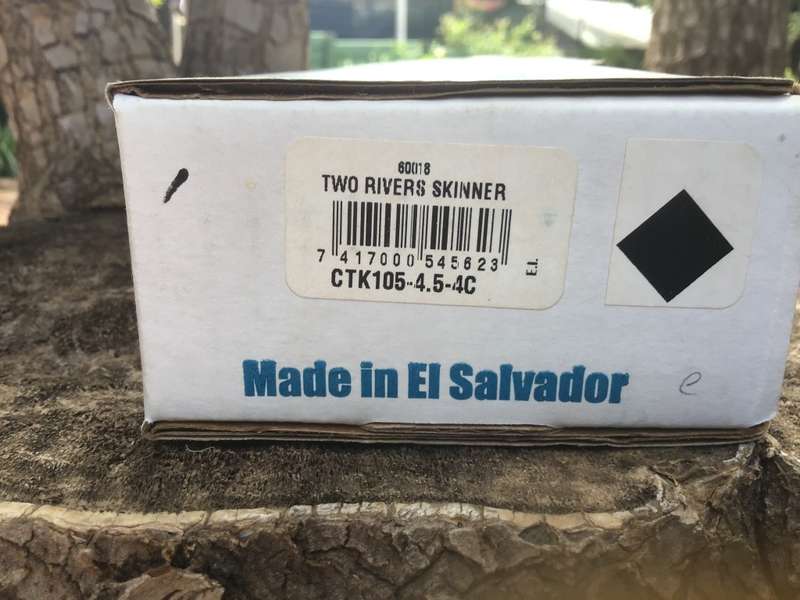 60018
TWO RIVERS SKINNER
7 417000 545623
E.I.
CTK105-4.5-4C
Made in El Salvador
e